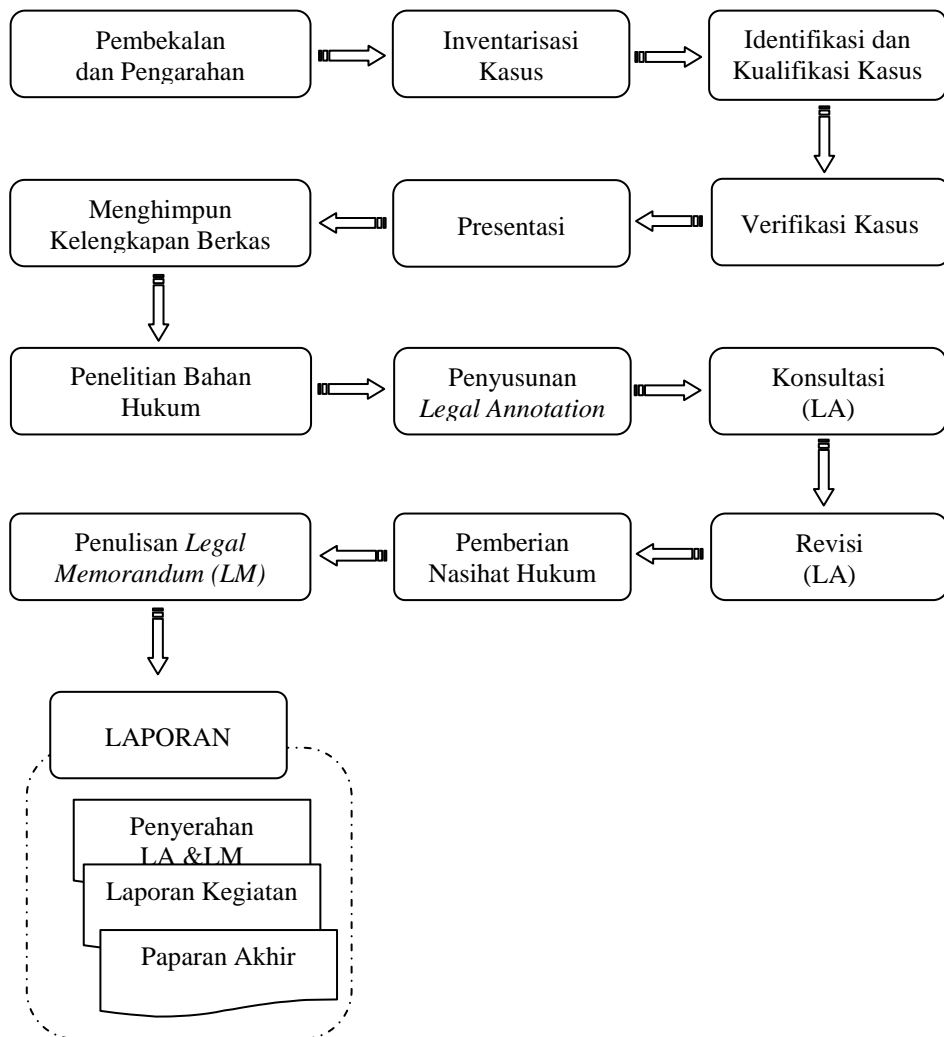 Pembekalan
dan Pengarahan
Inventarisasi
Kasus
Identifikasi dan
Kualifikasi Kasus
Menghimpun
Kelengkapan Berkas
Presentasi
Verifikasi Kasus
Penelitian Bahan
Hukum
Penyusunan
Legal Annotation
Konsultasi
(LA)
Penulisan Legal
Memorandum (LM)
Pemberian
Nasihat Hukum
Revisi
(LA)
LAPORAN
Penyerahan
LA &LM
Laporan Kegiatan
Paparan Akhir